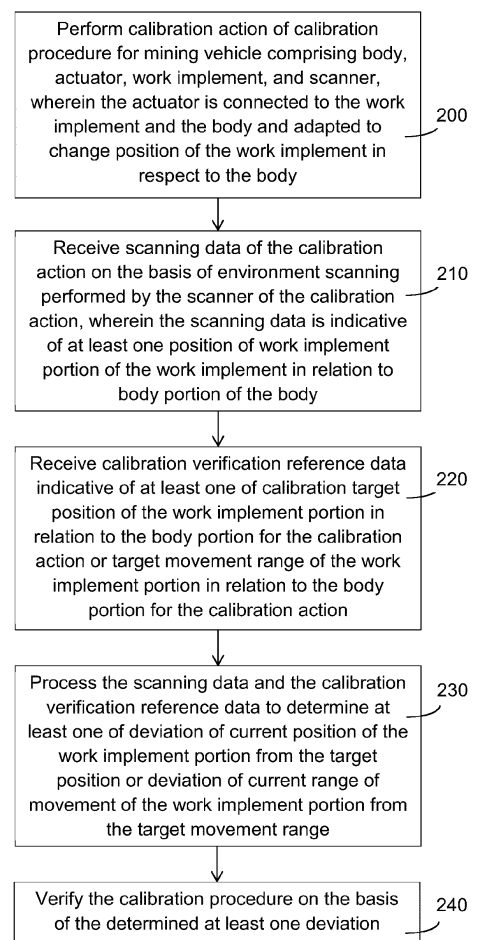 Perform calibration action of calibration
procedure for mining vehicle comprising body,
actuator, work implement, and scanner,
wherein the actuator is connected to the work
implement and the body and adapted to
change position of the work implement in
respect to the body
200
Receive scanning data of the calibration
action on the basis of environment scanning
performed by the scanner of the calibration
action, wherein the scanning data is indicative
of at least one position of work implement
portion of the work implement in relation to
body portion of the body
210
Receive calibration verification reference data
indicative of at least one of calibration target
position of the work implement portion in
relation to the body portion for the calibration
action or target movement range of the work
implement portion in relation to the body
portion for the calibration action
220
Process the scanning data and the calibration
verification reference data to determine at
least one of deviation of current position of the
work implement portion from the target
position or deviation of current range of
movement of the work implement portion from
the target movement range
230
Verify the calibration procedure on the basis
of the determined at least one deviation
240